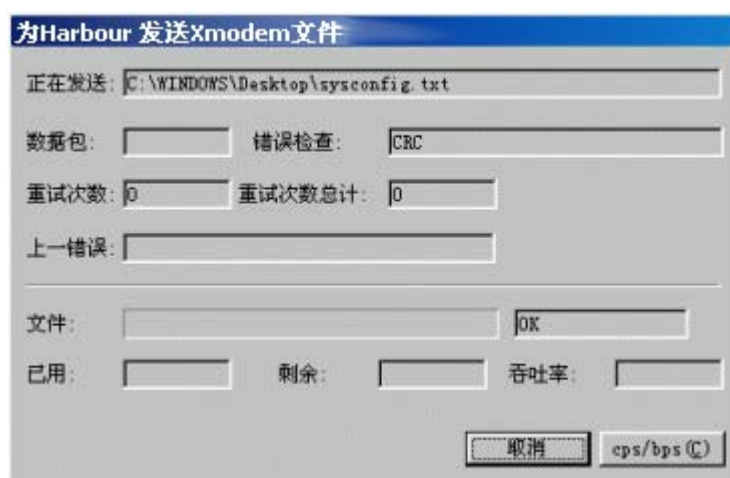 为Harbour 发送Xmodem文件
正在发送: C:\WINDOWS\Desktop\sysconfig.txt
数据包: 错误检查: CRC
重试次数: 0 重试次数总计: 0
上一错误:
文件: OK
已用: 剩余: 吞吐率:
取消 cps/bps(C)